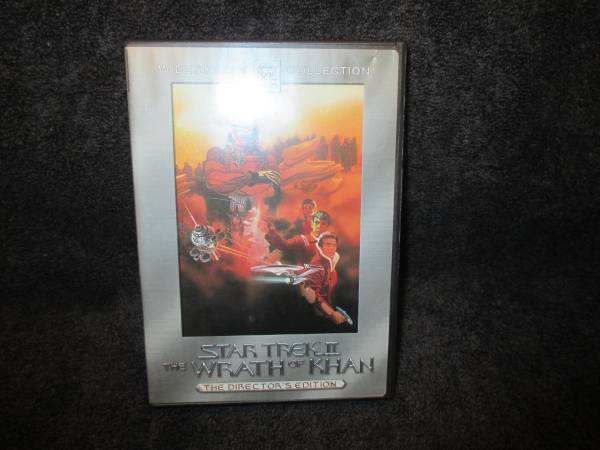 COLLECTION
STAR TREK II
THE WRATH OF KHAN
THE DIRECTOR'S EDITION